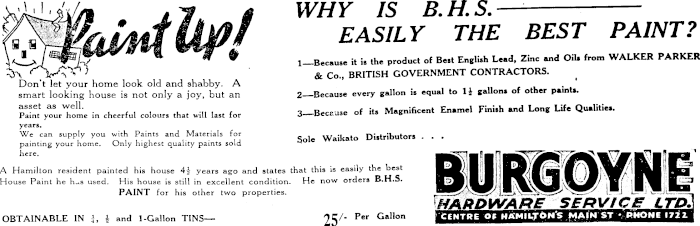 Paint Up!
Don't let your home look old and shabby. A
smart looking house is not only a joy, but an
asset as well.
Paint your home in cheerful colours that will last for
years.
We can supply you with Paints and Materials for
painting your home. Only highest quality paints sold
here.
WHY IS B.H.S.
EASILY THE BEST PAINT?
1—Because it is the product of Best English Lead, Zinc and Oils from WALKER PARKER
& Co., BRITISH GOVERNMENT CONTRACTORS.
2—Because every gallon is equal to 1½ gallons of other paints.
3—Because of its Magnificent Enamel Finish and Long Life Qualities.
Sole Waikato Distributors . . .
A Hamilton resident painted his house 4½ years ago and states that this is easily the best
House Paint he has used. His house is still in excellent condition. He now orders B.H.S.
PAINT for his other two properties.
OBTAINABLE IN ¼, ½ and 1-Gallon TINS—
25/- Per Gallon
BURGOYNE
HARDWARE SERVICE LTD.
CENTRE OF HAMILTON'S MAIN ST · PHONE 1722